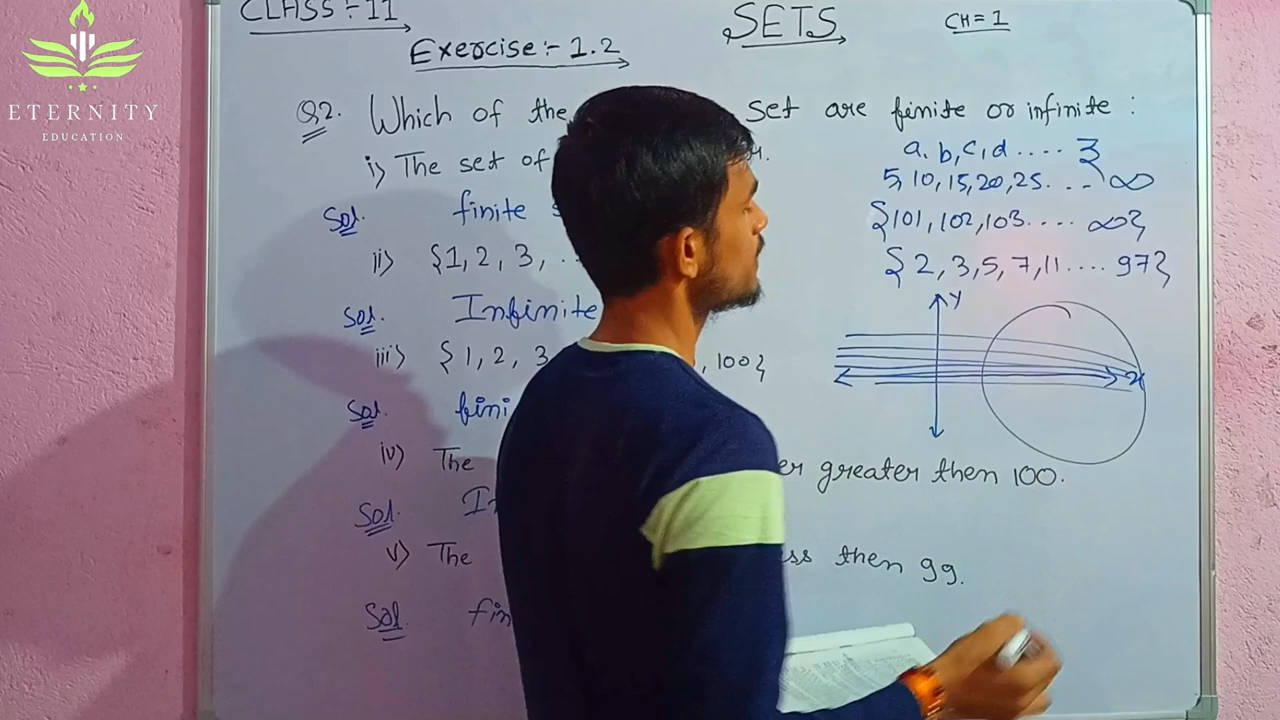 ETERNITY
EDUCATION
CLASS :- 11
SETS
CH = 1
Exercise :- 1.2
Q2. Which of the set are finite or infinite :
i) The set of
Sol. finite
ii) {1, 2, 3, ..
Sol. Infinite
iii) {1, 2, 3 , 100}
Sol. fini
iv) The er greater then 100.
Sol. In
v) The ss then 99.
Sol. fin
a, b, c, d .... }
5, 10, 15, 20, 25. ... ∞
{101, 102, 103 .... ∞}
{2, 3, 5, 7, 11 .... 97}
y
x